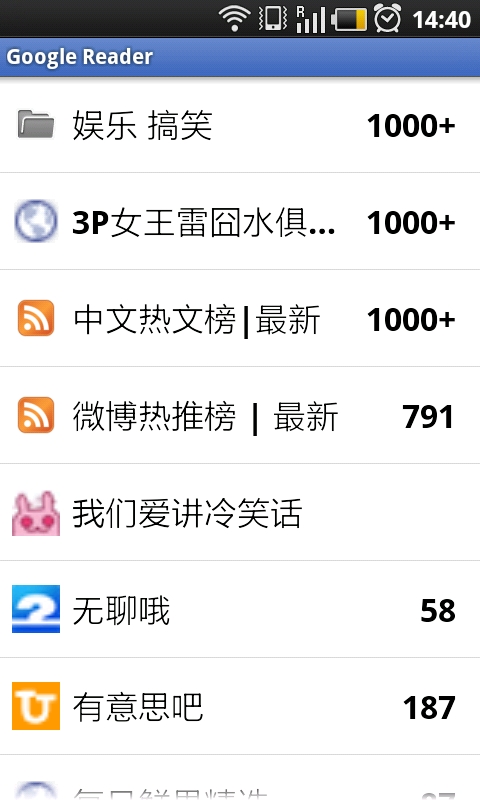 R
14:40
Google Reader
娱乐 搞笑 1000+
3P女王雷囧水俱... 1000+
中文热文榜|最新 1000+
微博热推榜 | 最新 791
我们爱讲冷笑话
无聊哦 58
有意思吧 187